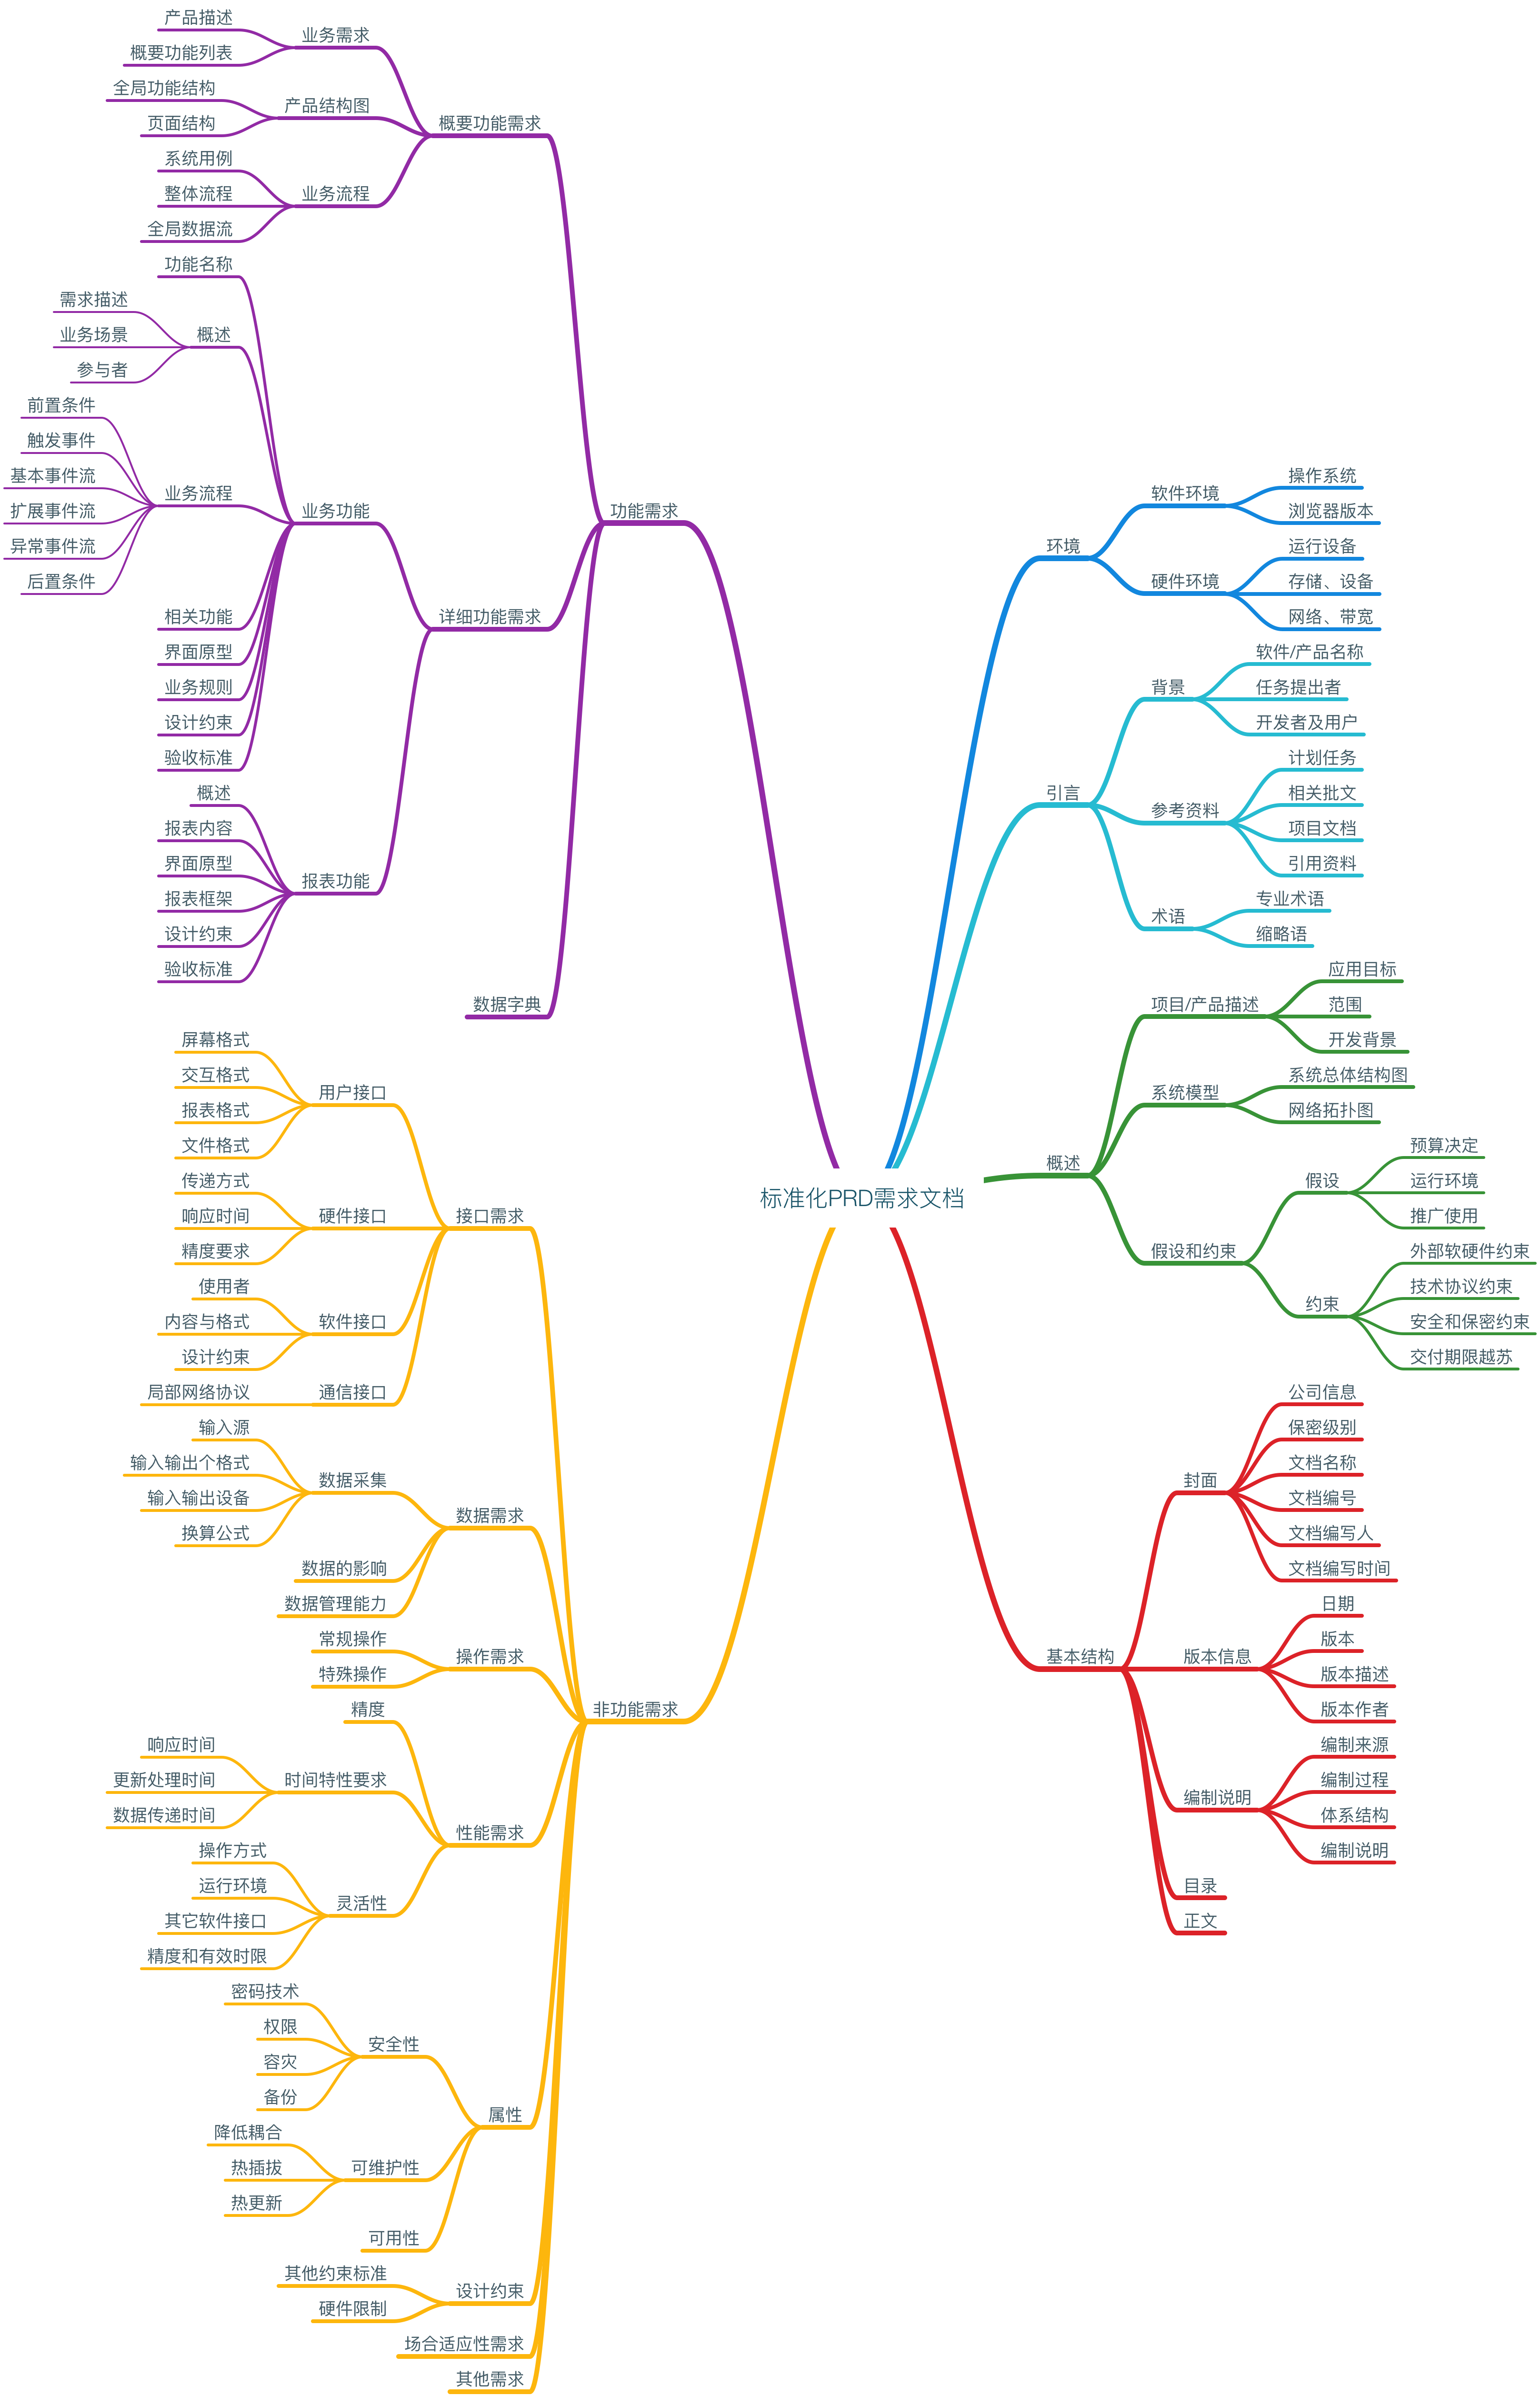 标准化PRD需求文档
环境
软件环境
操作系统
浏览器版本
硬件环境
运行设备
存储、设备
网络、带宽
引言
背景
软件/产品名称
任务提出者
开发者及用户
参考资料
计划任务
相关批文
项目文档
引用资料
术语
专业术语
缩略语
概述
项目/产品描述
应用目标
范围
开发背景
系统模型
系统总体结构图
网络拓扑图
假设和约束
假设
预算决定
运行环境
推广使用
约束
外部软硬件约束
技术协议约束
安全和保密约束
交付期限越苏
基本结构
封面
公司信息
保密级别
文档名称
文档编号
文档编写人
文档编写时间
版本信息
日期
版本
版本描述
版本作者
编制说明
编制来源
编制过程
体系结构
编制说明
目录
正文
功能需求
概要功能需求
业务需求
产品描述
概要功能列表
产品结构图
全局功能结构
页面结构
业务流程
系统用例
整体流程
全局数据流
详细功能需求
业务功能
功能名称
概述
需求描述
业务场景
参与者
业务流程
前置条件
触发事件
基本事件流
扩展事件流
异常事件流
后置条件
相关功能
界面原型
业务规则
设计约束
验收标准
报表功能
概述
报表内容
界面原型
报表框架
设计约束
验收标准
数据字典
非功能需求
接口需求
用户接口
屏幕格式
交互格式
报表格式
文件格式
硬件接口
传递方式
响应时间
精度要求
软件接口
使用者
内容与格式
设计约束
通信接口
局部网络协议
数据需求
数据采集
输入源
输入输出个格式
输入输出设备
换算公式
数据的影响
数据管理能力
操作需求
常规操作
特殊操作
性能需求
精度
时间特性要求
响应时间
更新处理时间
数据传递时间
灵活性
操作方式
运行环境
其它软件接口
精度和有效时限
属性
安全性
密码技术
权限
容灾
备份
可维护性
降低耦合
热插拔
热更新
可用性
设计约束
其他约束标准
硬件限制
场合适应性需求
其他需求